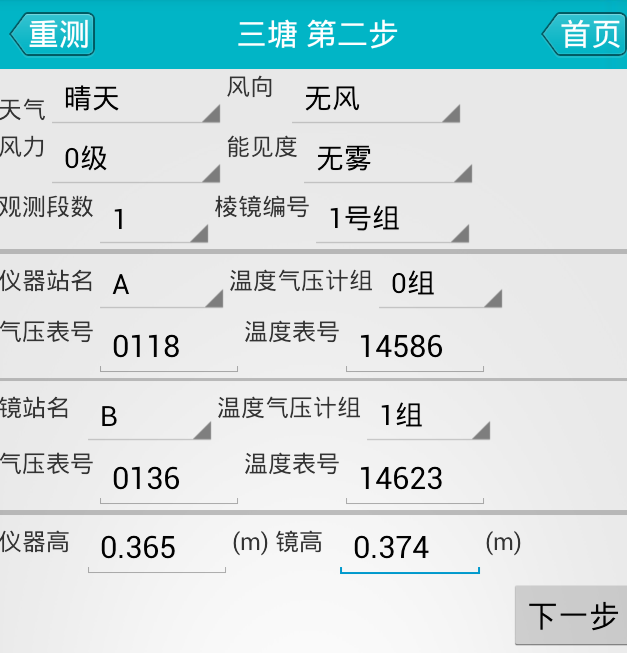 重测 三塘 第二步 首页
天气 晴天 风向 无风
风力 0级 能见度 无雾
观测段数 1 棱镜编号 1号组
仪器站名 A 温度气压计组 0组
气压表号 0118 温度表号 14586
镜站名 B 温度气压计组 1组
气压表号 0136 温度表号 14623
仪器高 0.365 (m) 镜高 0.374 (m)
下一步